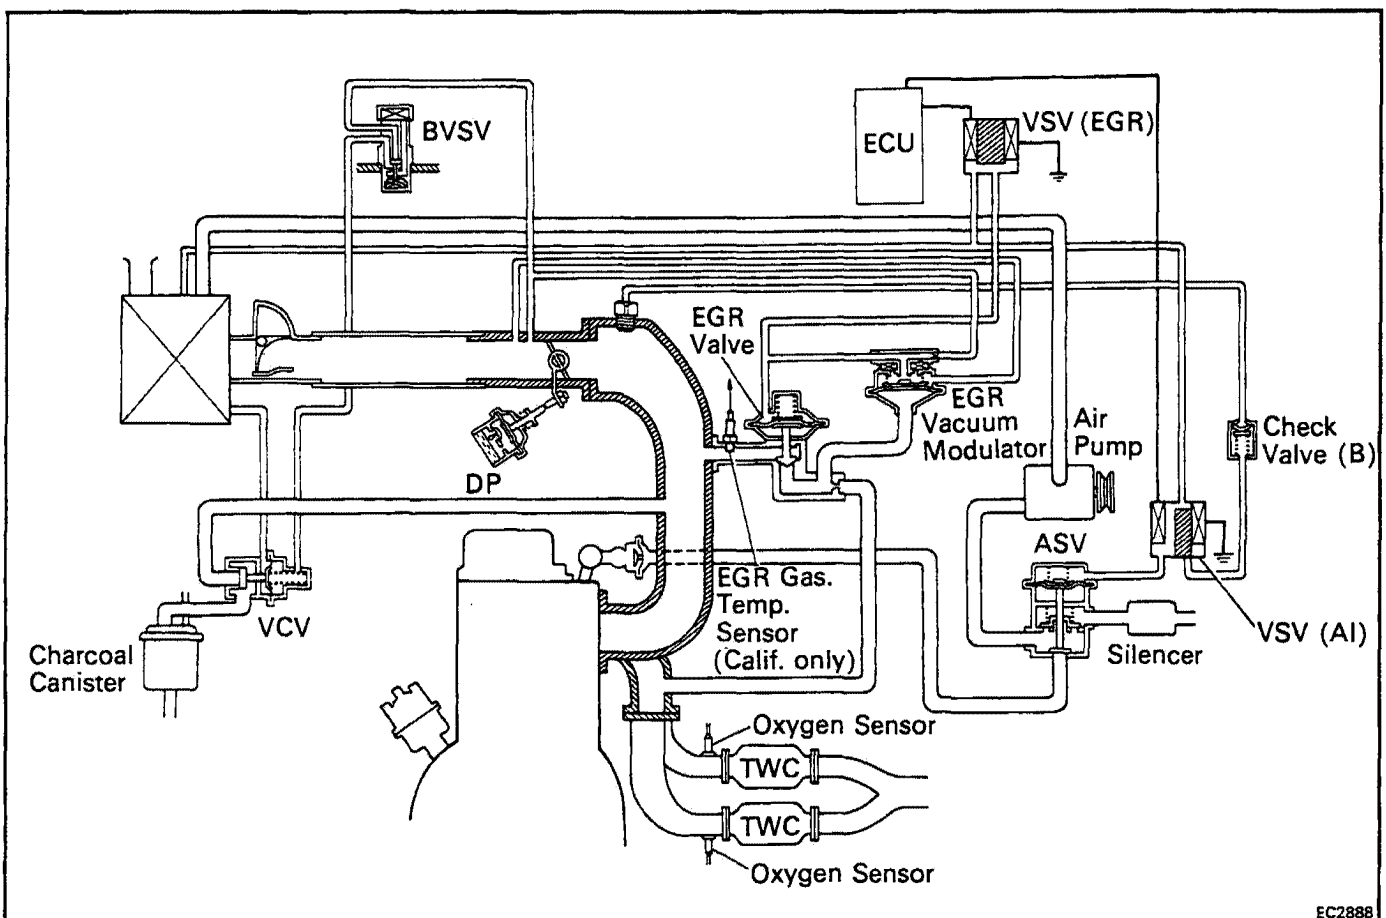 BVSV
ECU
VSV (EGR)
EGR
Valve
EGR
Vacuum
Modulator
Air
Pump
Check
Valve (B)
DP
ASV
VCV
EGR Gas.
Temp.
Sensor
(Calif. only)
VSV (AI)
Silencer
Charcoal
Canister
Oxygen Sensor
TWC
TWC
Oxygen Sensor
EC2888